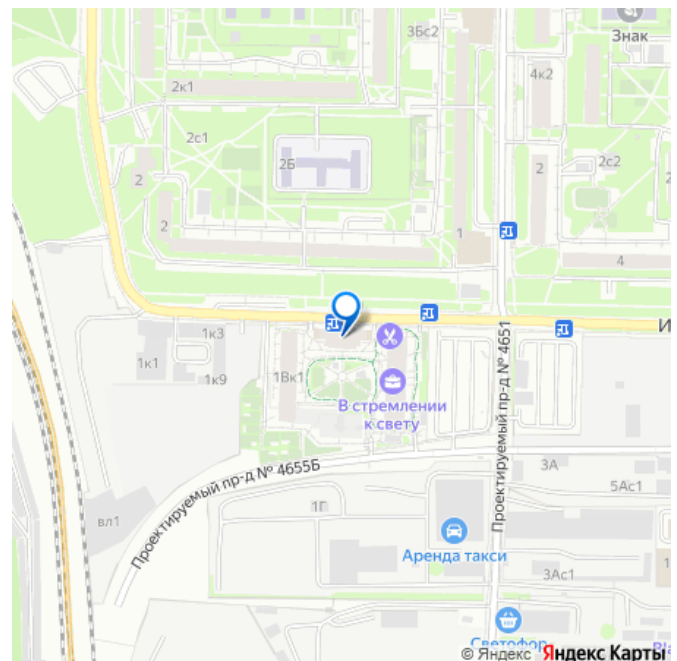 3Бс2
Знак
2к1
4к2
2с1
2Б
2с2
2
2
2
1
4
1к3
1к1
1к9
1Вк1
Проектируемый пр-д № 4651
В стремлении
к свету
Проектируемый пр-д № 4655Б
3А
5Ас1
вл1
1Г
Аренда такси
3Ас1
Светофор
© Яндекс Яндекс Карты